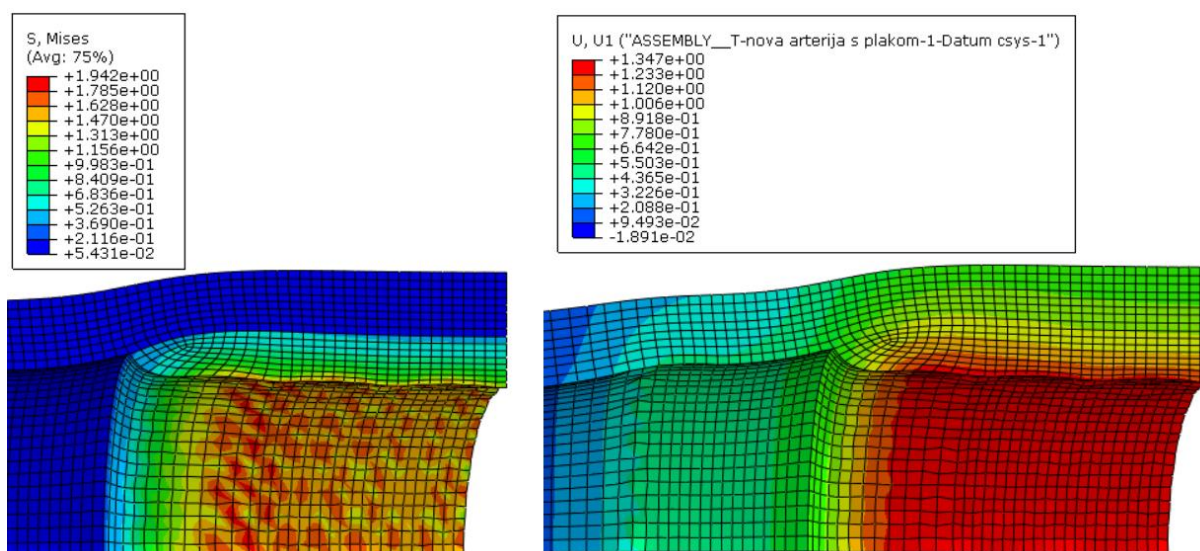 S, Mises
(Avg: 75%)
+1.942e+00
+1.785e+00
+1.628e+00
+1.470e+00
+1.313e+00
+1.156e+00
+9.983e-01
+8.409e-01
+6.836e-01
+5.263e-01
+3.690e-01
+2.116e-01
+5.431e-02
U, U1 ("ASSEMBLY__T-nova arterija s plakom-1-Datum csys-1")
+1.347e+00
+1.233e+00
+1.120e+00
+1.006e+00
+8.918e-01
+7.780e-01
+6.642e-01
+5.503e-01
+4.365e-01
+3.226e-01
+2.088e-01
+9.493e-02
-1.891e-02